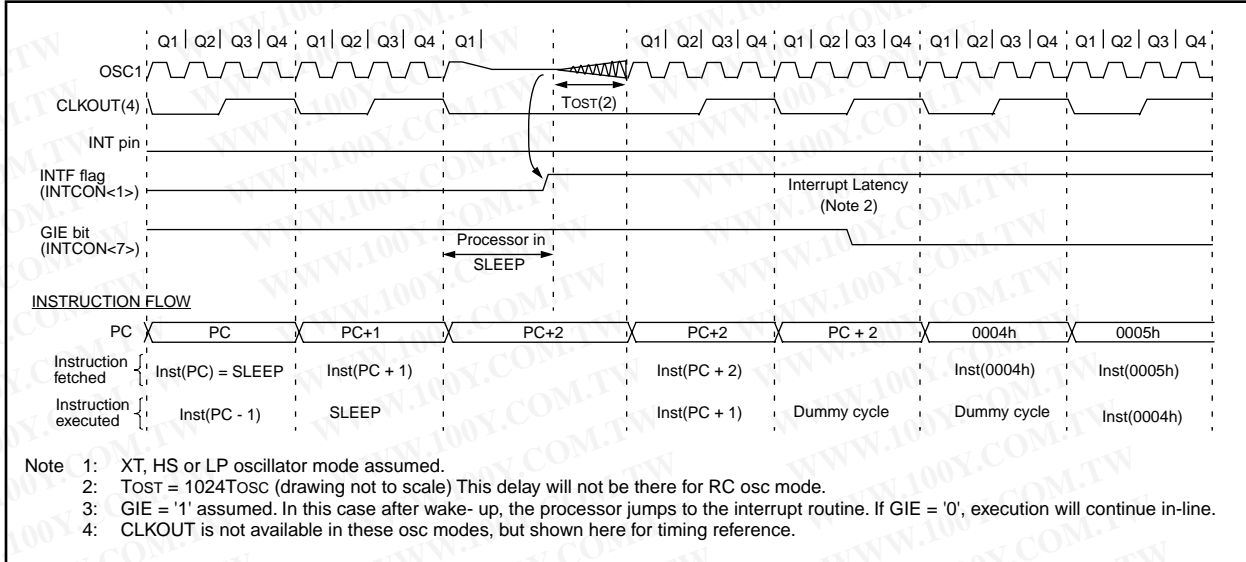 Q1 Q2 Q3 Q4 Q1 Q2 Q3 Q4 Q1 Q1 Q2 Q3 Q4 Q1 Q2 Q3 Q4 Q1 Q2 Q3 Q4 Q1 Q2 Q3 Q4
OSC1
TOST(2)
CLKOUT(4)
INT pin
INTF flag
(INTCON<1>)
Interrupt Latency
(Note 2)
GIE bit
(INTCON<7>)
Processor in
SLEEP
INSTRUCTION FLOW
PC PC PC+1 PC+2 PC+2 PC + 2 0004h 0005h
Instruction
fetched
Inst(PC) = SLEEP Inst(PC + 1) Inst(PC + 2) Inst(0004h) Inst(0005h)
Instruction
executed
Inst(PC - 1) SLEEP Inst(PC + 1) Dummy cycle Dummy cycle Inst(0004h)
Note 1: XT, HS or LP oscillator mode assumed.
2: TOST = 1024TOSC (drawing not to scale) This delay will not be there for RC osc mode.
3: GIE = '1' assumed. In this case after wake- up, the processor jumps to the interrupt routine. If GIE = '0', execution will continue in-line.
4: CLKOUT is not available in these osc modes, but shown here for timing reference.
WWW.100Y.COM.TW